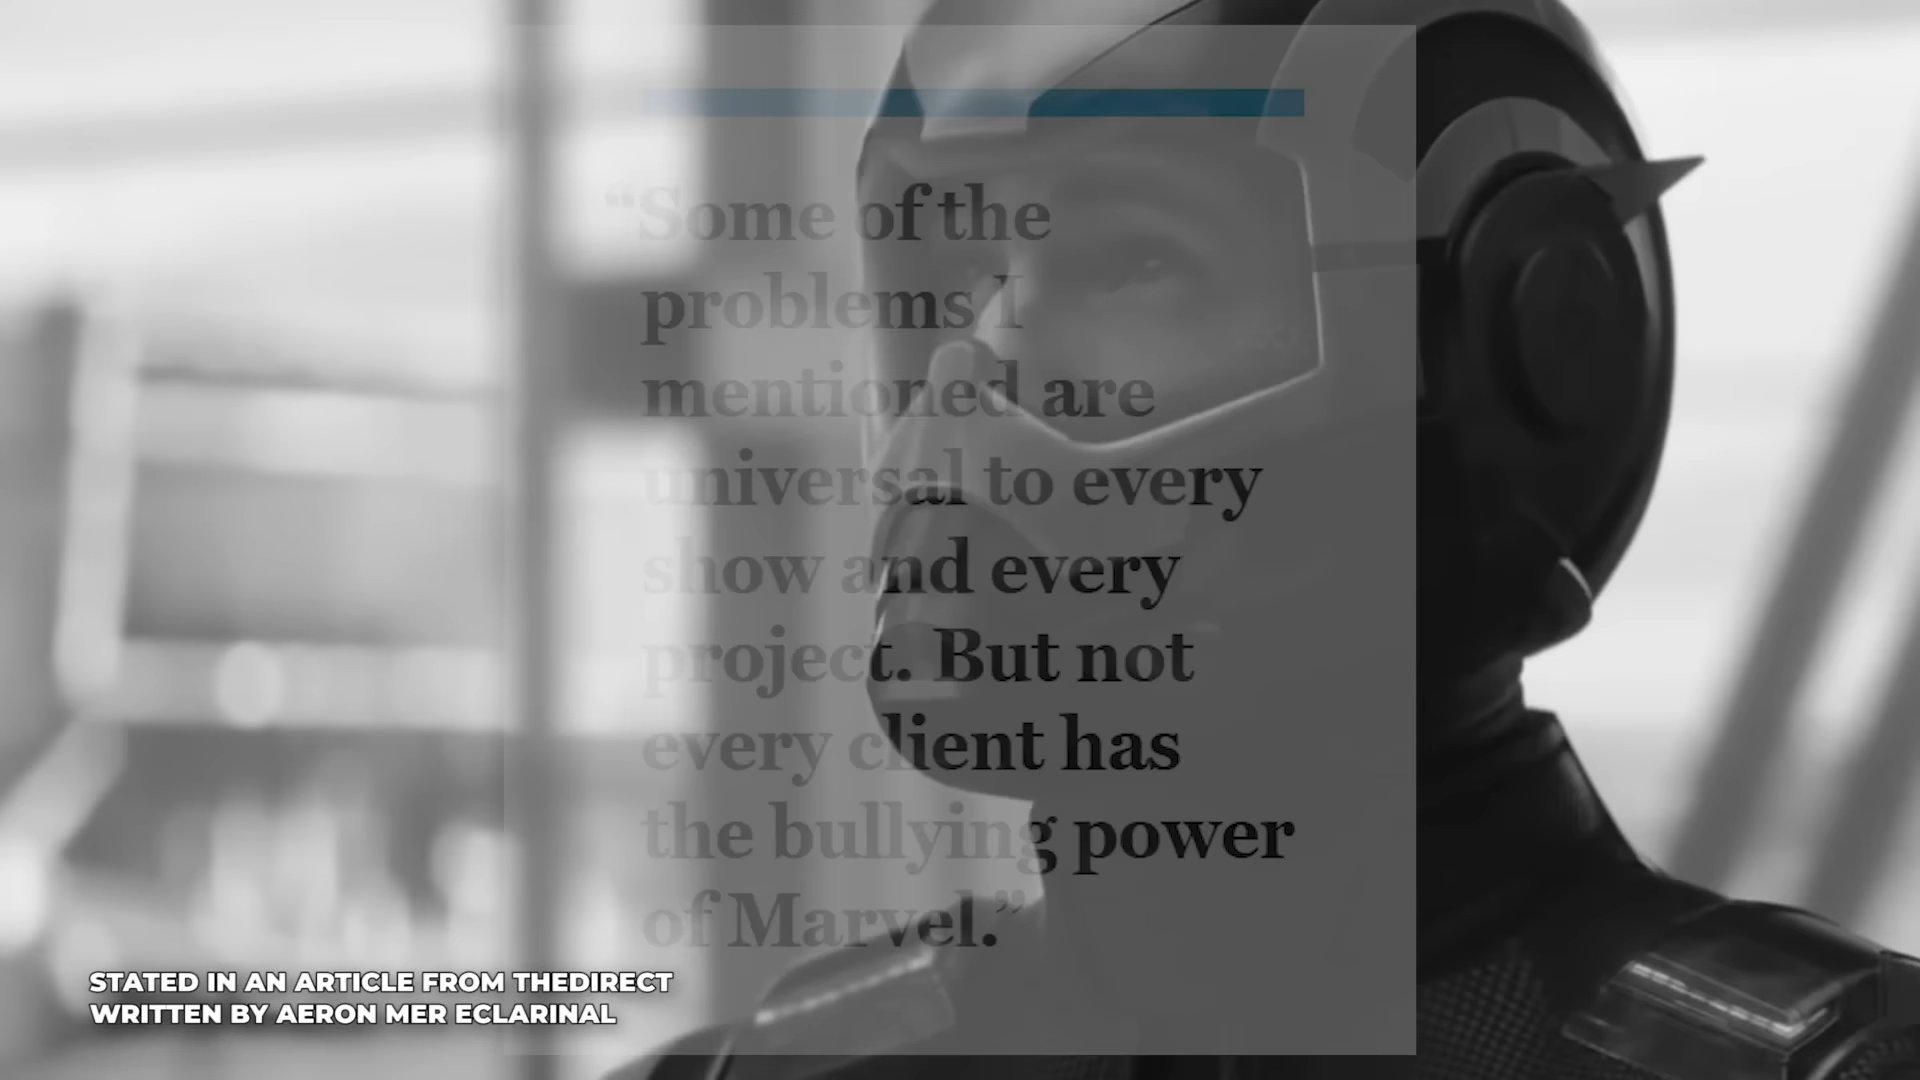 “Some of the
problems I
mentioned are
universal to every
show and every
project. But not
every client has
the bullying power
of Marvel.”
STATED IN AN ARTICLE FROM THEDIRECT
WRITTEN BY AERON MER ECLARINAL